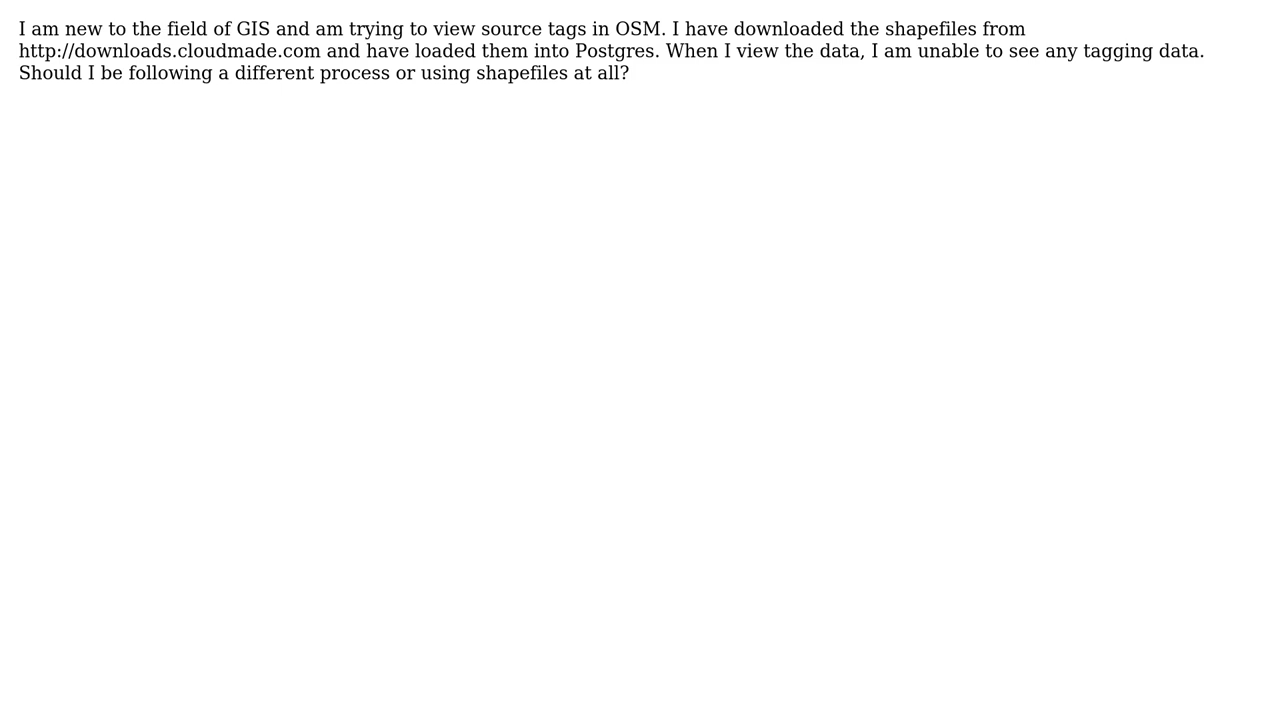 I am new to the field of GIS and am trying to view source tags in OSM. I have downloaded the shapefiles from
http://downloads.cloudmade.com and have loaded them into Postgres. When I view the data, I am unable to see any tagging data.
Should I be following a different process or using shapefiles at all?